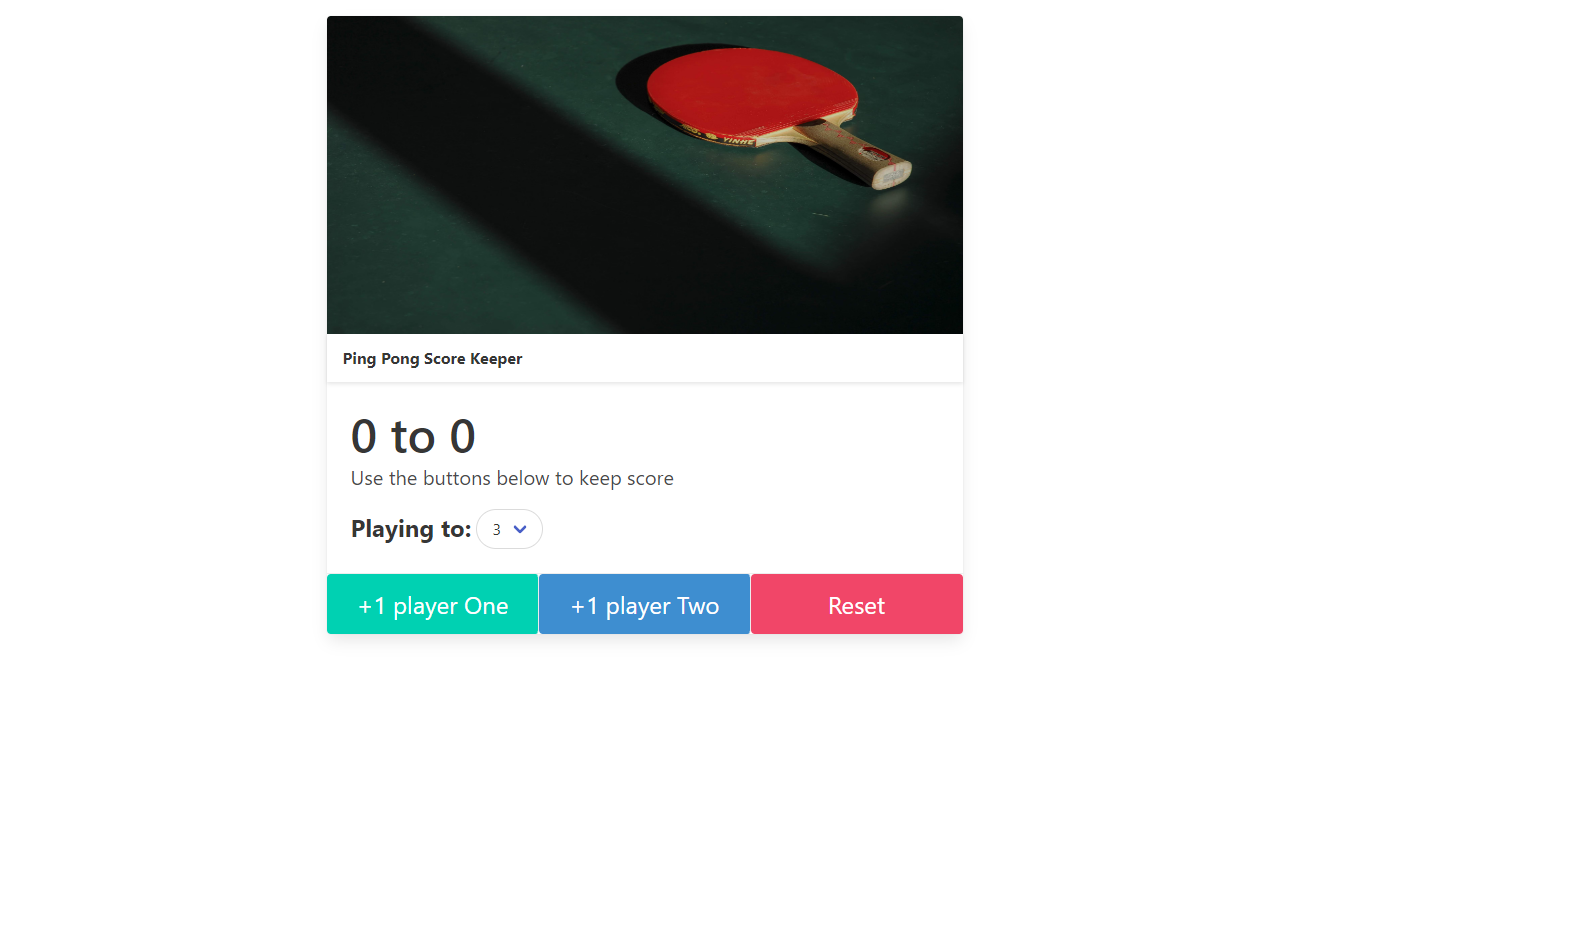 YINHE
Ping Pong Score Keeper
0 to 0
Use the buttons below to keep score
Playing to: 3
+1 player One
+1 player Two
Reset